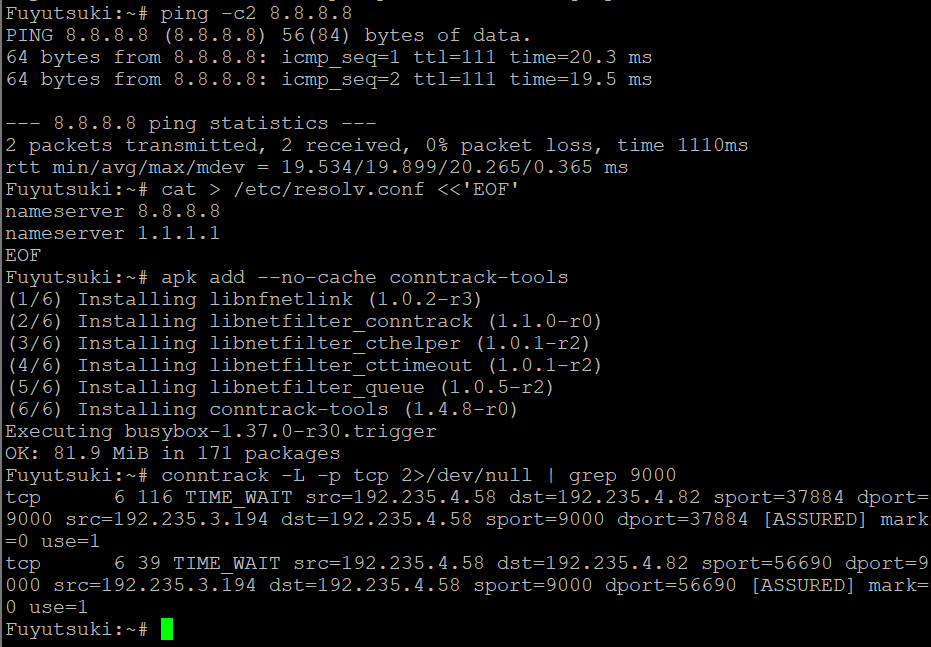 Fuyutsuki:~# ping -c2 8.8.8.8
PING 8.8.8.8 (8.8.8.8) 56(84) bytes of data.
64 bytes from 8.8.8.8: icmp_seq=1 ttl=111 time=20.3 ms
64 bytes from 8.8.8.8: icmp_seq=2 ttl=111 time=19.5 ms

--- 8.8.8.8 ping statistics ---
2 packets transmitted, 2 received, 0% packet loss, time 1110ms
rtt min/avg/max/mdev = 19.534/19.899/20.265/0.365 ms
Fuyutsuki:~# cat > /etc/resolv.conf <<'EOF'
nameserver 8.8.8.8
nameserver 1.1.1.1
EOF
Fuyutsuki:~# apk add --no-cache conntrack-tools
(1/6) Installing libnfnetlink (1.0.2-r3)
(2/6) Installing libnetfilter_conntrack (1.1.0-r0)
(3/6) Installing libnetfilter_cthelper (1.0.1-r2)
(4/6) Installing libnetfilter_cttimeout (1.0.1-r2)
(5/6) Installing libnetfilter_queue (1.0.5-r2)
(6/6) Installing conntrack-tools (1.4.8-r0)
Executing busybox-1.37.0-r30.trigger
OK: 81.9 MiB in 171 packages
Fuyutsuki:~# conntrack -L -p tcp 2>/dev/null | grep 9000
tcp      6 116 TIME_WAIT src=192.235.4.58 dst=192.235.4.82 sport=37884 dport=
9000 src=192.235.3.194 dst=192.235.4.58 sport=9000 dport=37884 [ASSURED] mark
=0 use=1
tcp      6 39 TIME_WAIT src=192.235.4.58 dst=192.235.4.82 sport=56690 dport=9
000 src=192.235.3.194 dst=192.235.4.58 sport=9000 dport=56690 [ASSURED] mark=
0 use=1
Fuyutsuki:~#